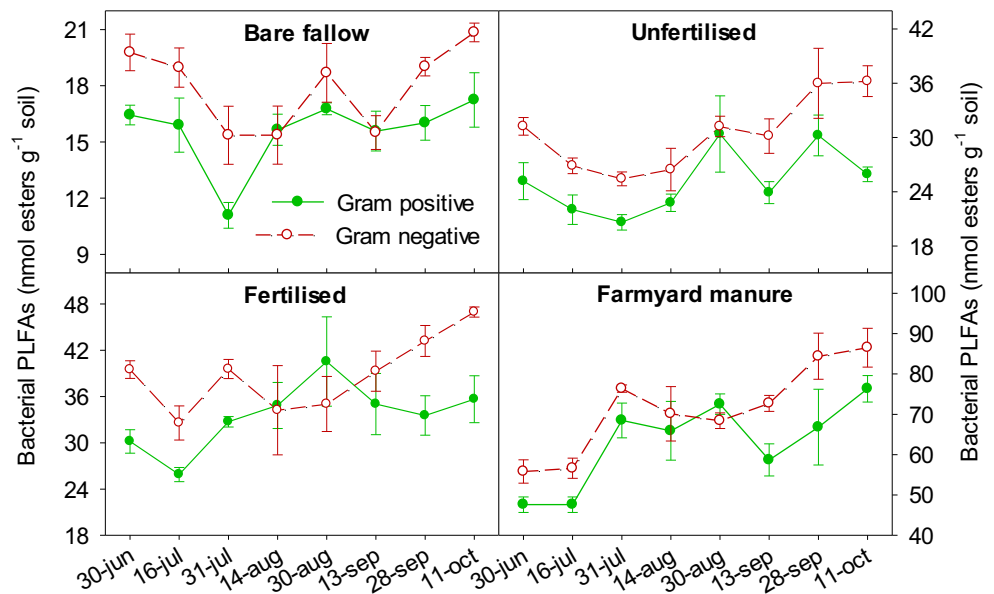 Bare fallow
Unfertilised
21
18
15
12
9
42
36
30
24
18
Gram positive
Gram negative
Bacterial PLFAs (nmol esters g-1 soil)
Bacterial PLFAs (nmol esters g-1 soil)
Fertilised
Farmyard manure
48
42
36
30
24
18
100
90
80
70
60
50
40
30-jun
16-jul
31-jul
14-aug
30-aug
13-sep
28-sep
11-oct
30-jun
16-jul
31-jul
14-aug
30-aug
13-sep
28-sep
11-oct